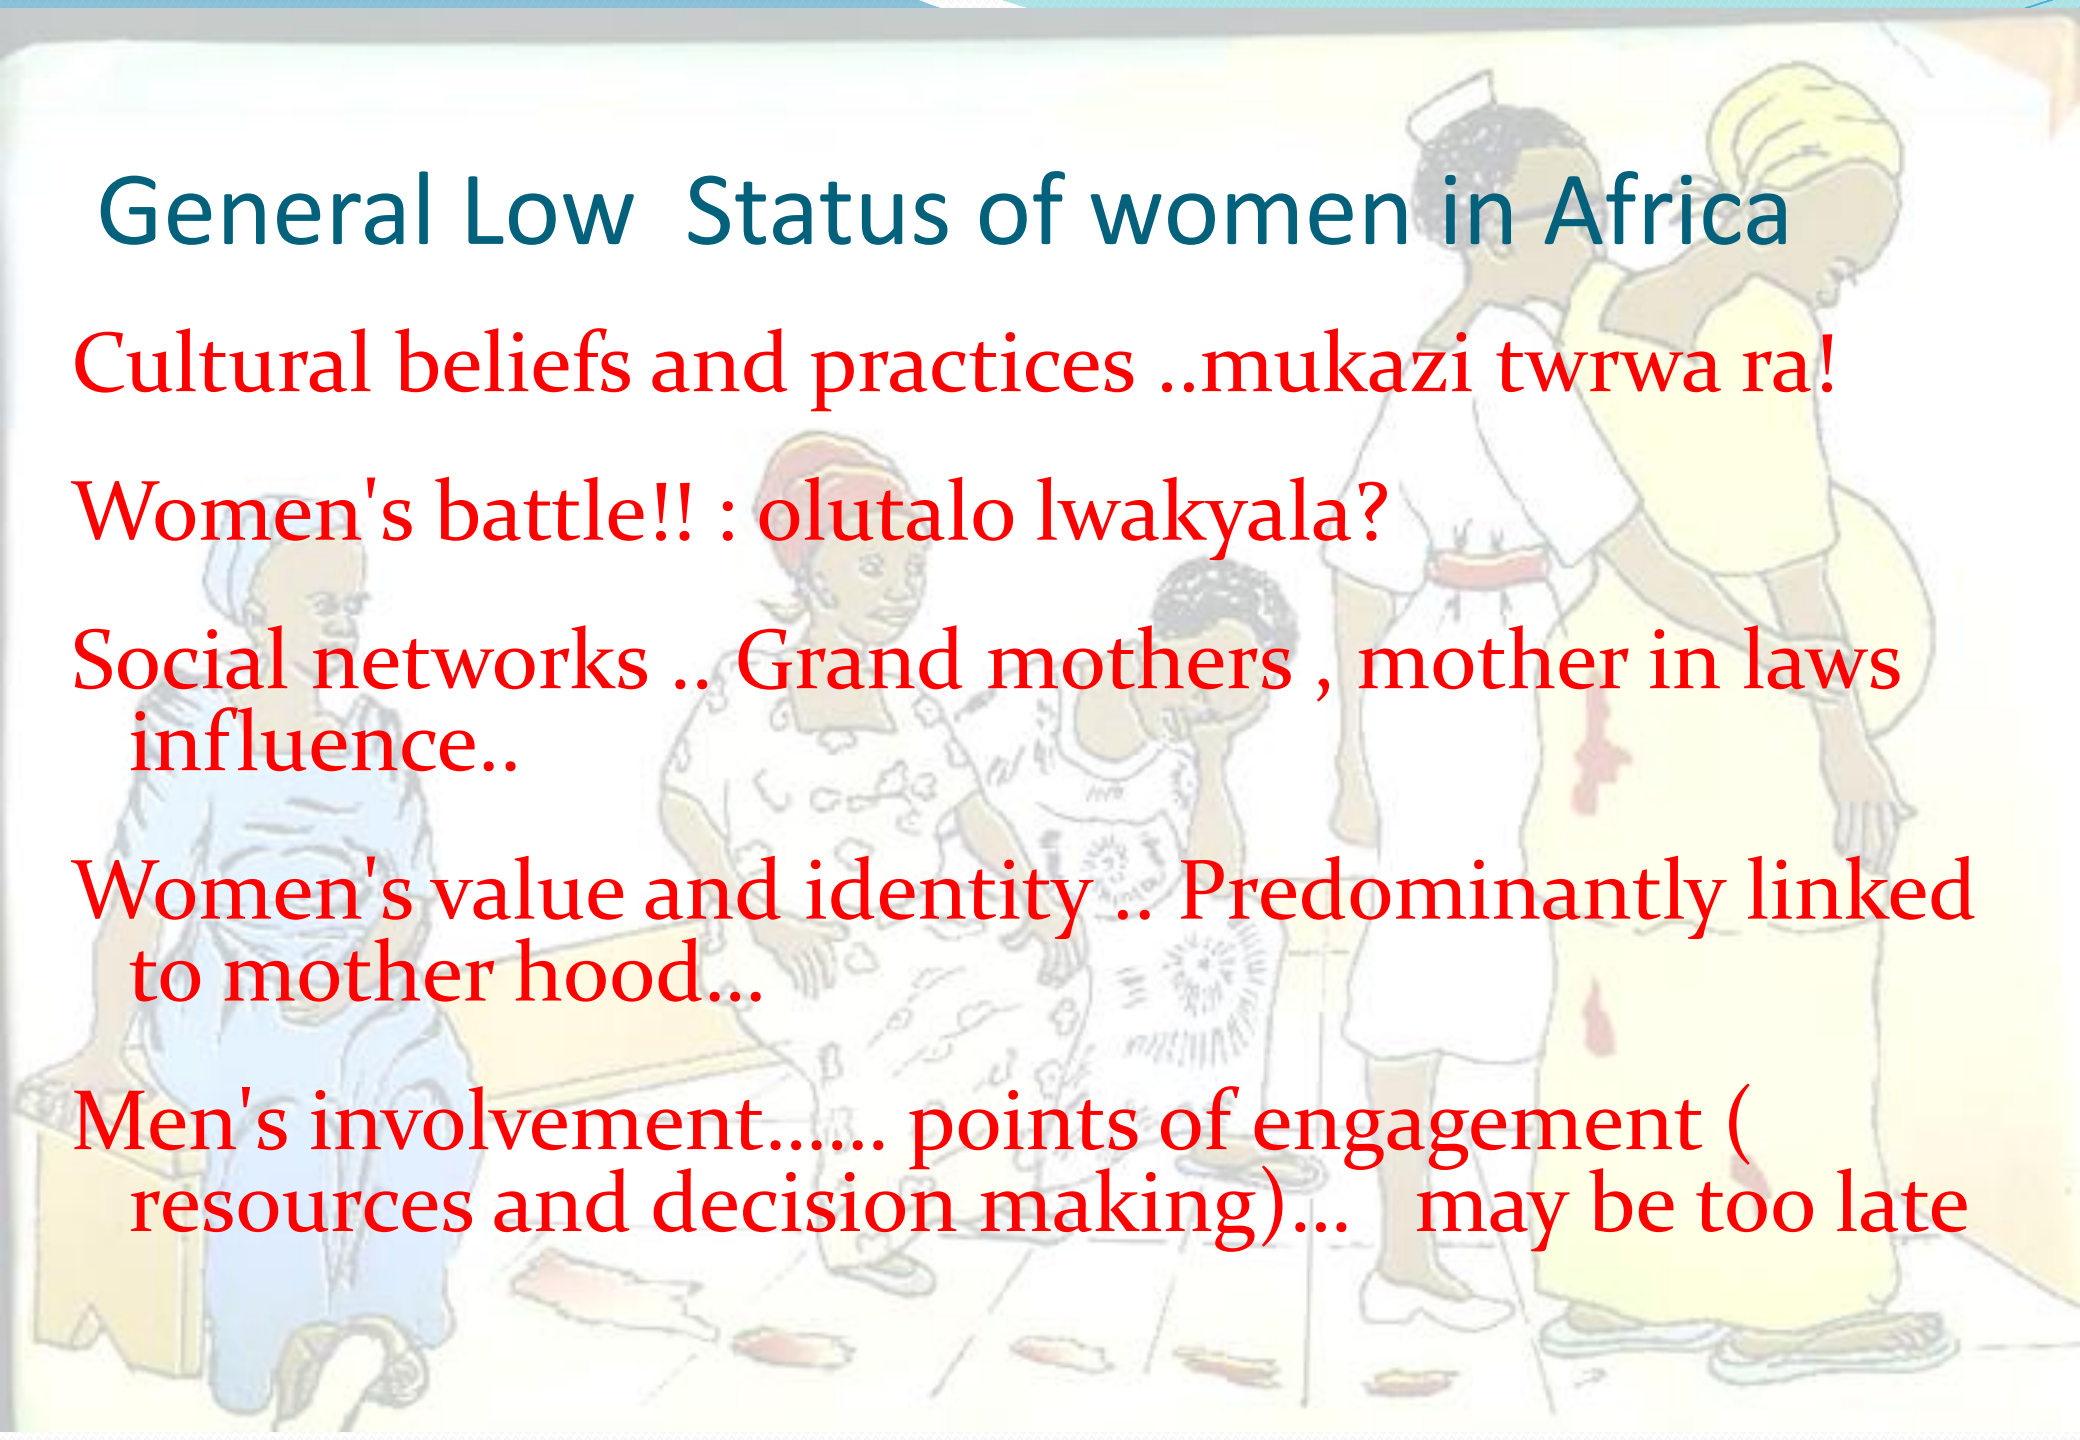 General Low  Status of women in Africa
Cultural beliefs and practices ..mukazi twrwa ra!
Women's battle!! : olutalo lwakyala?
Social networks .. Grand mothers , mother in laws
influence..
Women's value and identity .. Predominantly linked
to mother hood...
Men's involvement...... points of engagement (
resources and decision making)...   may be too late